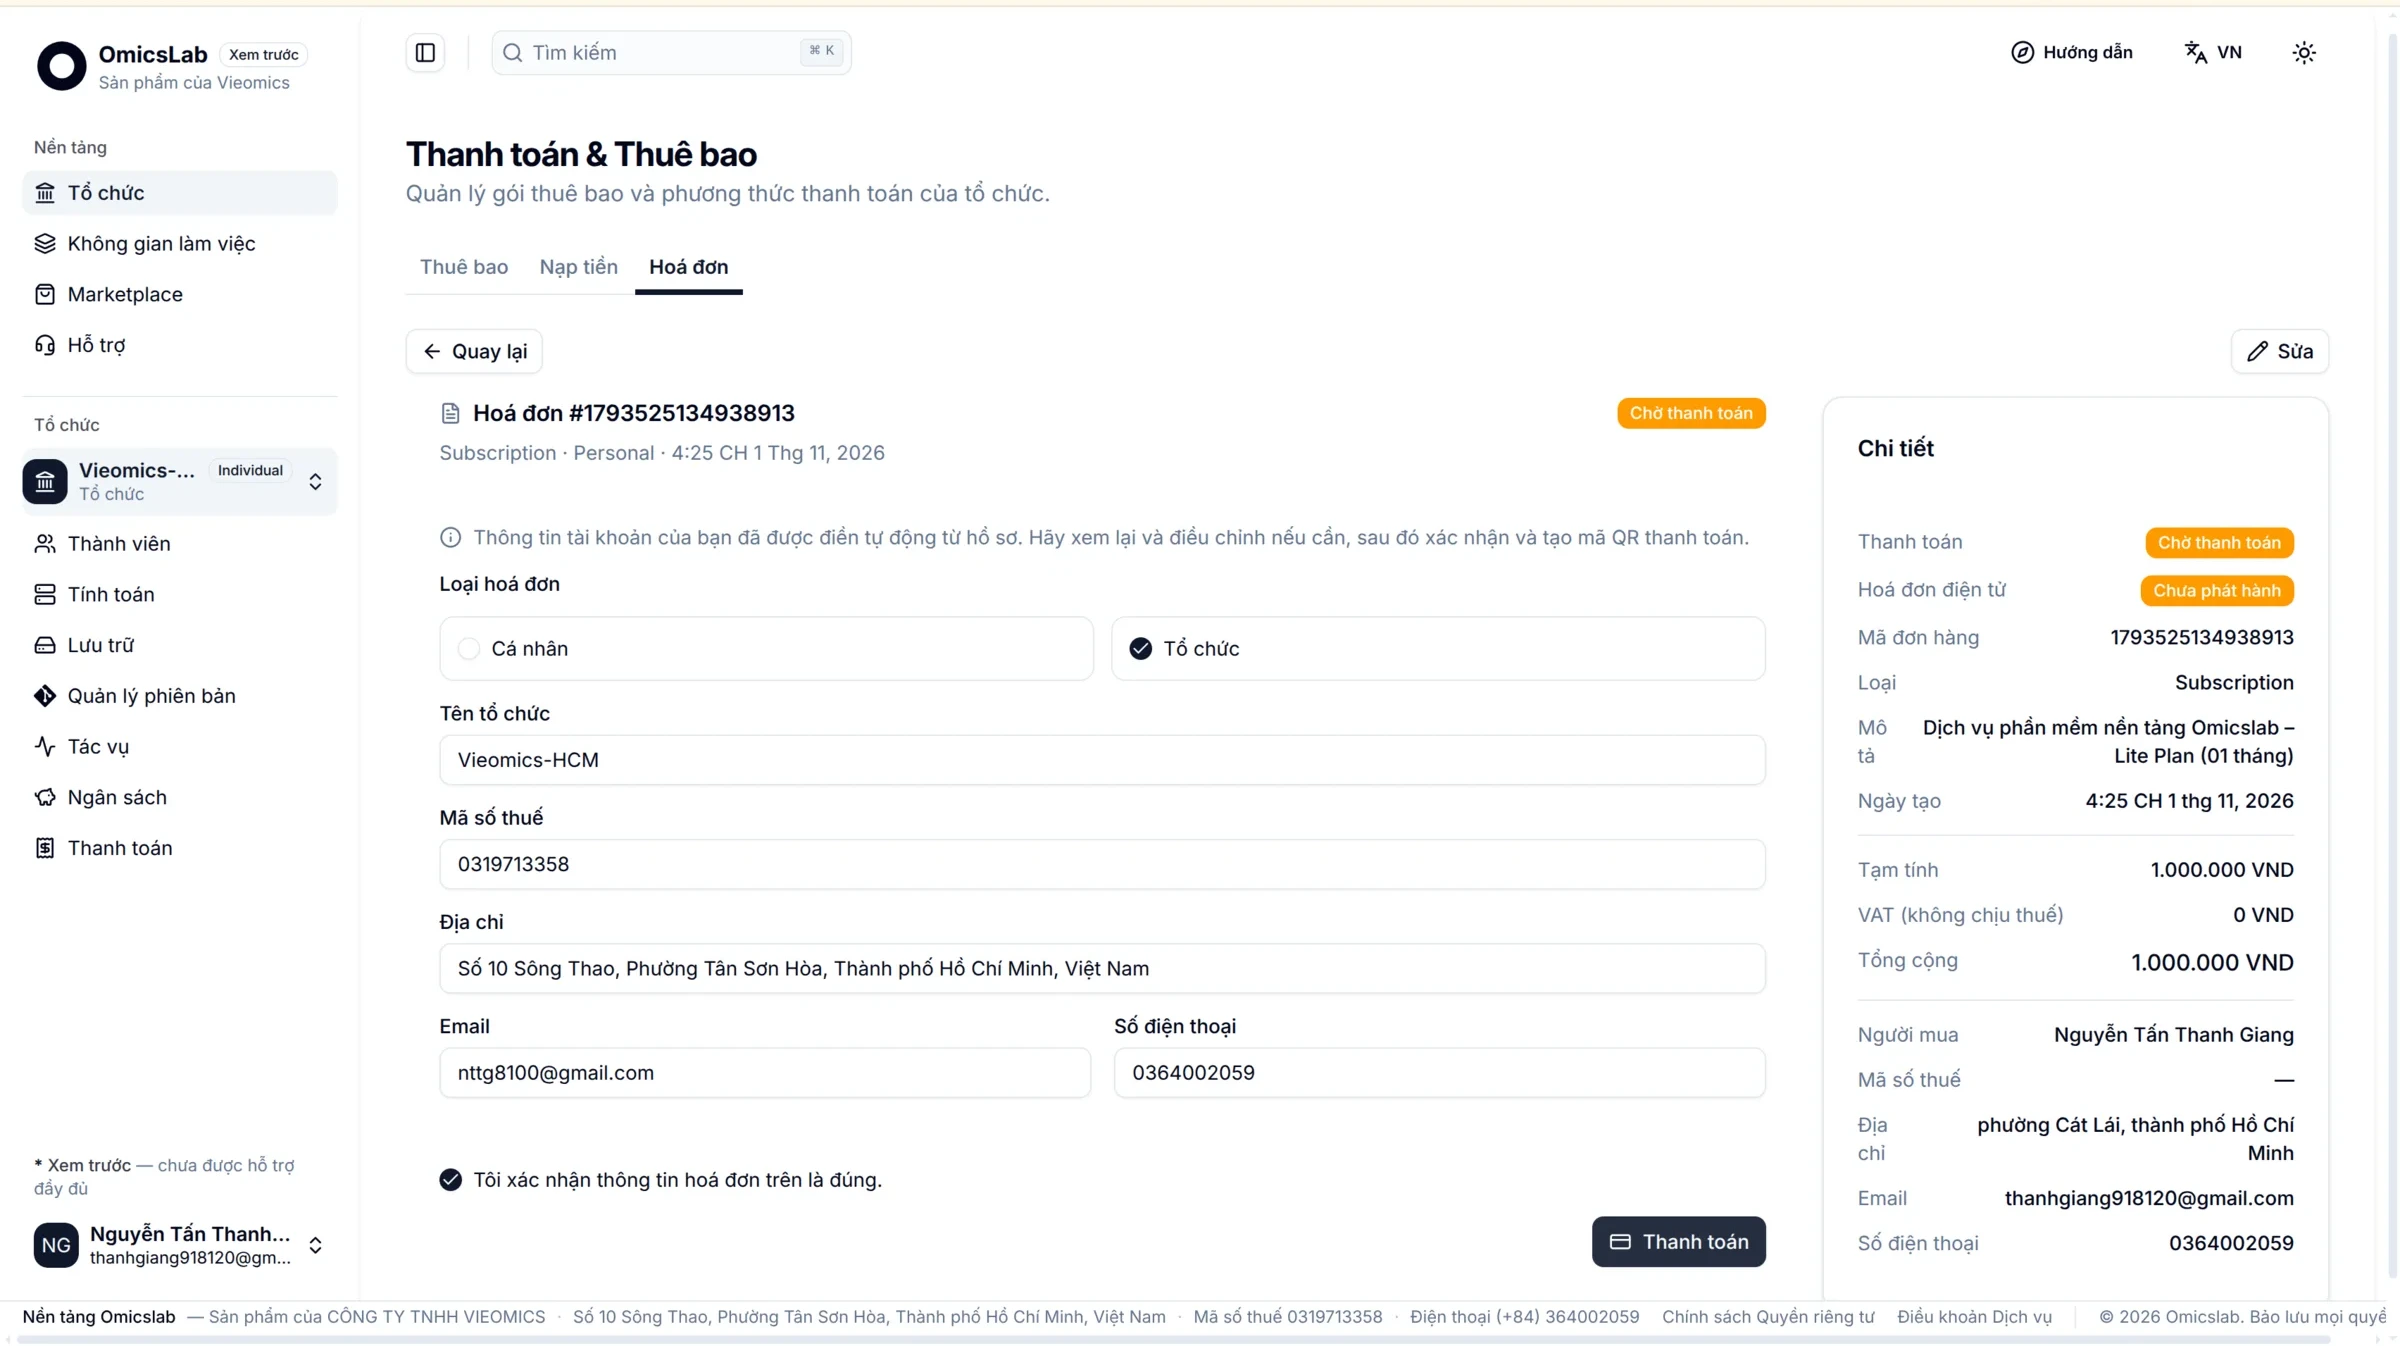 OmicsLab Xem trước
Sản phẩm của Vieomics
Tìm kiếm ⌘ K
Hướng dẫn
VN
Nền tảng
Tổ chức
Không gian làm việc
Marketplace
Hỗ trợ
Tổ chức
Vieomics-... Individual
Tổ chức
Thành viên
Tính toán
Lưu trữ
Quản lý phiên bản
Tác vụ
Ngân sách
Thanh toán
* Xem trước — chưa được hỗ trợ
đầy đủ
NG
Nguyễn Tấn Thanh...
thanhgiang918120@gm...
Thanh toán & Thuê bao
Quản lý gói thuê bao và phương thức thanh toán của tổ chức.
Thuê bao Nạp tiền Hoá đơn
Quay lại
Sửa
Hoá đơn #1793525134938913 Chờ thanh toán
Subscription · Personal · 4:25 CH 1 Thg 11, 2026
Thông tin tài khoản của bạn đã được điền tự động từ hồ sơ. Hãy xem lại và điều chỉnh nếu cần, sau đó xác nhận và tạo mã QR thanh toán.
Loại hoá đơn
Cá nhân Tổ chức
Tên tổ chức
Vieomics-HCM
Mã số thuế
0319713358
Địa chỉ
Số 10 Sông Thao, Phường Tân Sơn Hòa, Thành phố Hồ Chí Minh, Việt Nam
Email Số điện thoại
nttg8100@gmail.com 0364002059
Tôi xác nhận thông tin hoá đơn trên là đúng.
Thanh toán
Chi tiết
Thanh toán Chờ thanh toán
Hoá đơn điện tử Chưa phát hành
Mã đơn hàng 1793525134938913
Loại Subscription
Mô tả Dịch vụ phần mềm nền tảng Omicslab –
Lite Plan (01 tháng)
Ngày tạo 4:25 CH 1 thg 11, 2026
Tạm tính 1.000.000 VND
VAT (không chịu thuế) 0 VND
Tổng cộng 1.000.000 VND
Người mua Nguyễn Tấn Thanh Giang
Mã số thuế —
Địa chỉ phường Cát Lái, thành phố Hồ Chí
Minh
Email thanhgiang918120@gmail.com
Số điện thoại 0364002059
Nền tảng Omicslab — Sản phẩm của CÔNG TY TNHH VIEOMICS · Số 10 Sông Thao, Phường Tân Sơn Hòa, Thành phố Hồ Chí Minh, Việt Nam · Mã số thuế 0319713358 · Điện thoại (+84) 364002059 Chính sách Quyền riêng tư Điều khoản Dịch vụ © 2026 Omicslab. Bảo lưu mọi quyề